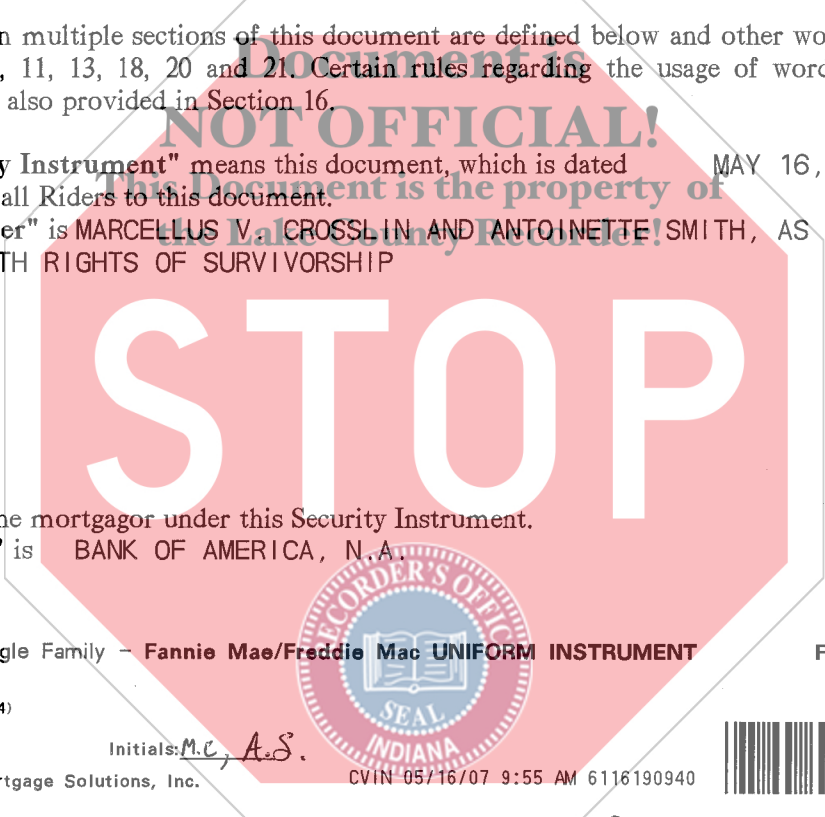 n multiple sections of this document are defined below and other wo
, 11, 13, 18, 20 and 21. Certain rules regarding the usage of word
also provided in Section 16.
Document is
NOT OFFICIAL!
This Document is the property of
the Lake County Recorder!
y Instrument" means this document, which is dated MAY 16,
all Riders to this document.
er" is MARCELLUS V. CROSSLIN AND ANTOINETTE SMITH, AS
TH RIGHTS OF SURVIVORSHIP
STOP
he mortgagor under this Security Instrument.
" is BANK OF AMERICA, N.A.
RECORDER'S OFFICE
SEAL
INDIANA
gle Family - Fannie Mae/Freddie Mac UNIFORM INSTRUMENT F
4)
Initials: M.C, A.S.
rtgage Solutions, Inc.
CVIN 05/16/07 9:55 AM 6116190940